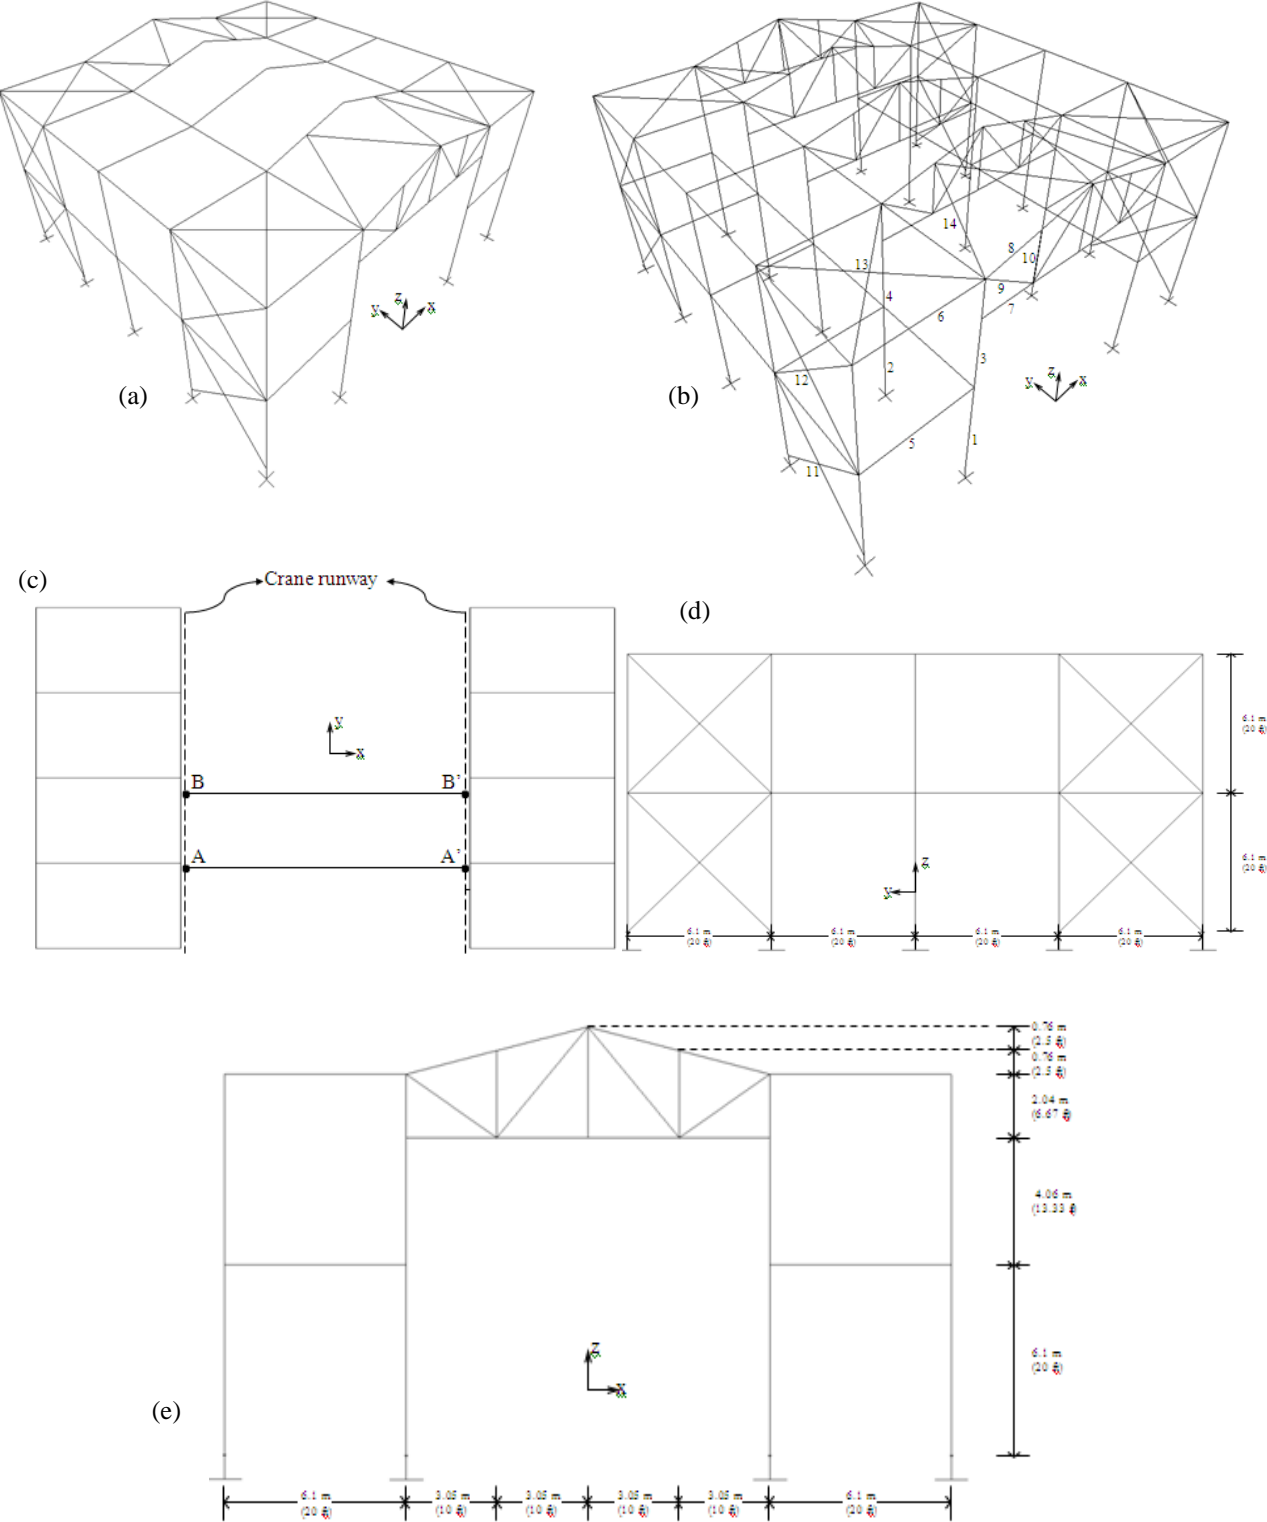 z
y
x
(a)
14
8
10
13
9
4
7
6
3
2
12
z
y
x
(b)
5
1
11
(c)
Crane runway
y
x
B
B'
A
A'
(d)
6.1 m
(20 ft)
z
y
6.1 m
(20 ft)
6.1 m
(20 ft)
6.1 m
(20 ft)
6.1 m
(20 ft)
6.1 m
(20 ft)
0.76 m
(2.5 ft)
0.76 m
(2.5 ft)
2.04 m
(6.67 ft)
4.06 m
(13.33 ft)
z
x
6.1 m
(20 ft)
(e)
6.1 m
(20 ft)
3.05 m
(10 ft)
3.05 m
(10 ft)
3.05 m
(10 ft)
3.05 m
(10 ft)
6.1 m
(20 ft)